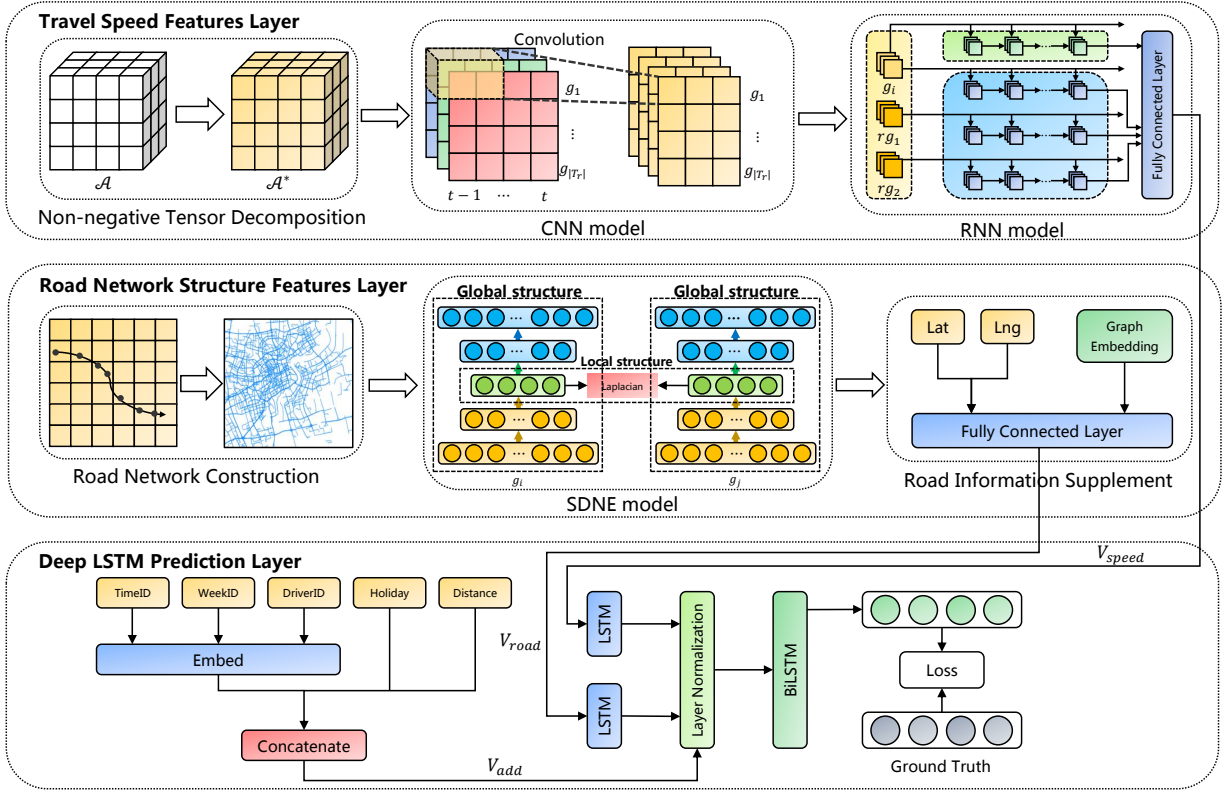 Travel Speed Features Layer
𝒜
𝒜*
Non-negative Tensor Decomposition
Convolution
g₁
⋮
g|Tr|
t − 1 ⋯ t
g₁
⋮
g|Tr|
CNN model
gᵢ
rg₁
rg₂
Fully Connected Layer
RNN model
Road Network Structure Features Layer
Road Network Construction
Global structure
Global structure
Local structure
Laplacian
gᵢ
gⱼ
SDNE model
Lat
Lng
Graph
Embedding
Fully Connected Layer
Road Information Supplement
Deep LSTM Prediction Layer
TimeID
WeekID
DriverID
Holiday
Distance
Embed
Concatenate
V_add
V_road
V_speed
LSTM
LSTM
Layer Normalization
BiLSTM
Loss
Ground Truth